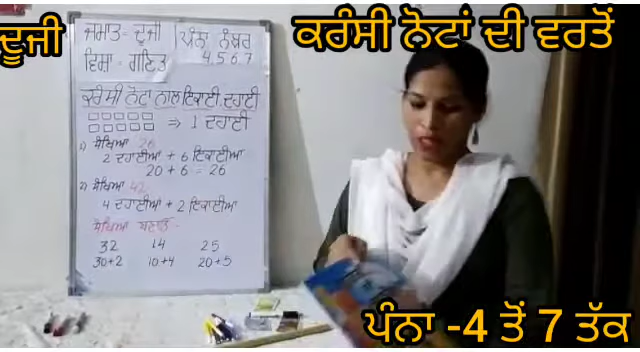 ਦੂਜੀ
ਕਰੰਸੀ ਨੋਟਾਂ ਦੀ ਵਰਤੋਂ
ਜਮਾਤ- ਦੂਜੀ
ਪੰਨਾ ਨੰਬਰ
4,5,6,7
ਵਿਸ਼ਾ- ਗਣਿਤ
ਕਰੰਸੀ ਨੋਟਾਂ ਨਾਲ ਇਕਾਈ ਦਹਾਈ
⇒ 1 ਦਹਾਈ
1) ਸੰਖਿਆ 26
2 ਦਹਾਈਆਂ + 6 ਇਕਾਈਆਂ
20 + 6 = 26
2) ਸੰਖਿਆ 42
4 ਦਹਾਈਆਂ + 2 ਇਕਾਈਆਂ
ਸੰਖਿਆ ਬਣਾਓ -
32 14 25
30+2 10+4 20+5
ਪੰਨਾ -4 ਤੋਂ 7 ਤੱਕ